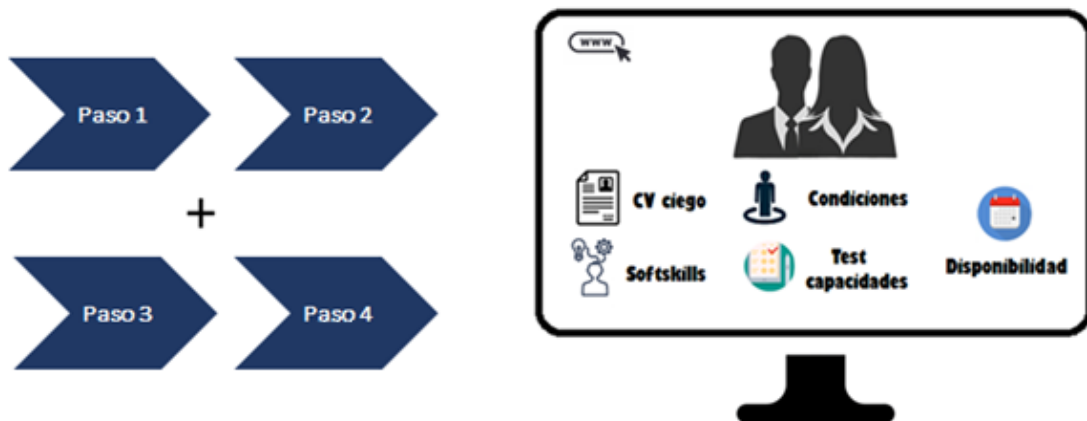 Paso 1
Paso 2
+
Paso 3
Paso 4
www
CV ciego
Condiciones
Softskills
Test
capacidades
Disponibilidad